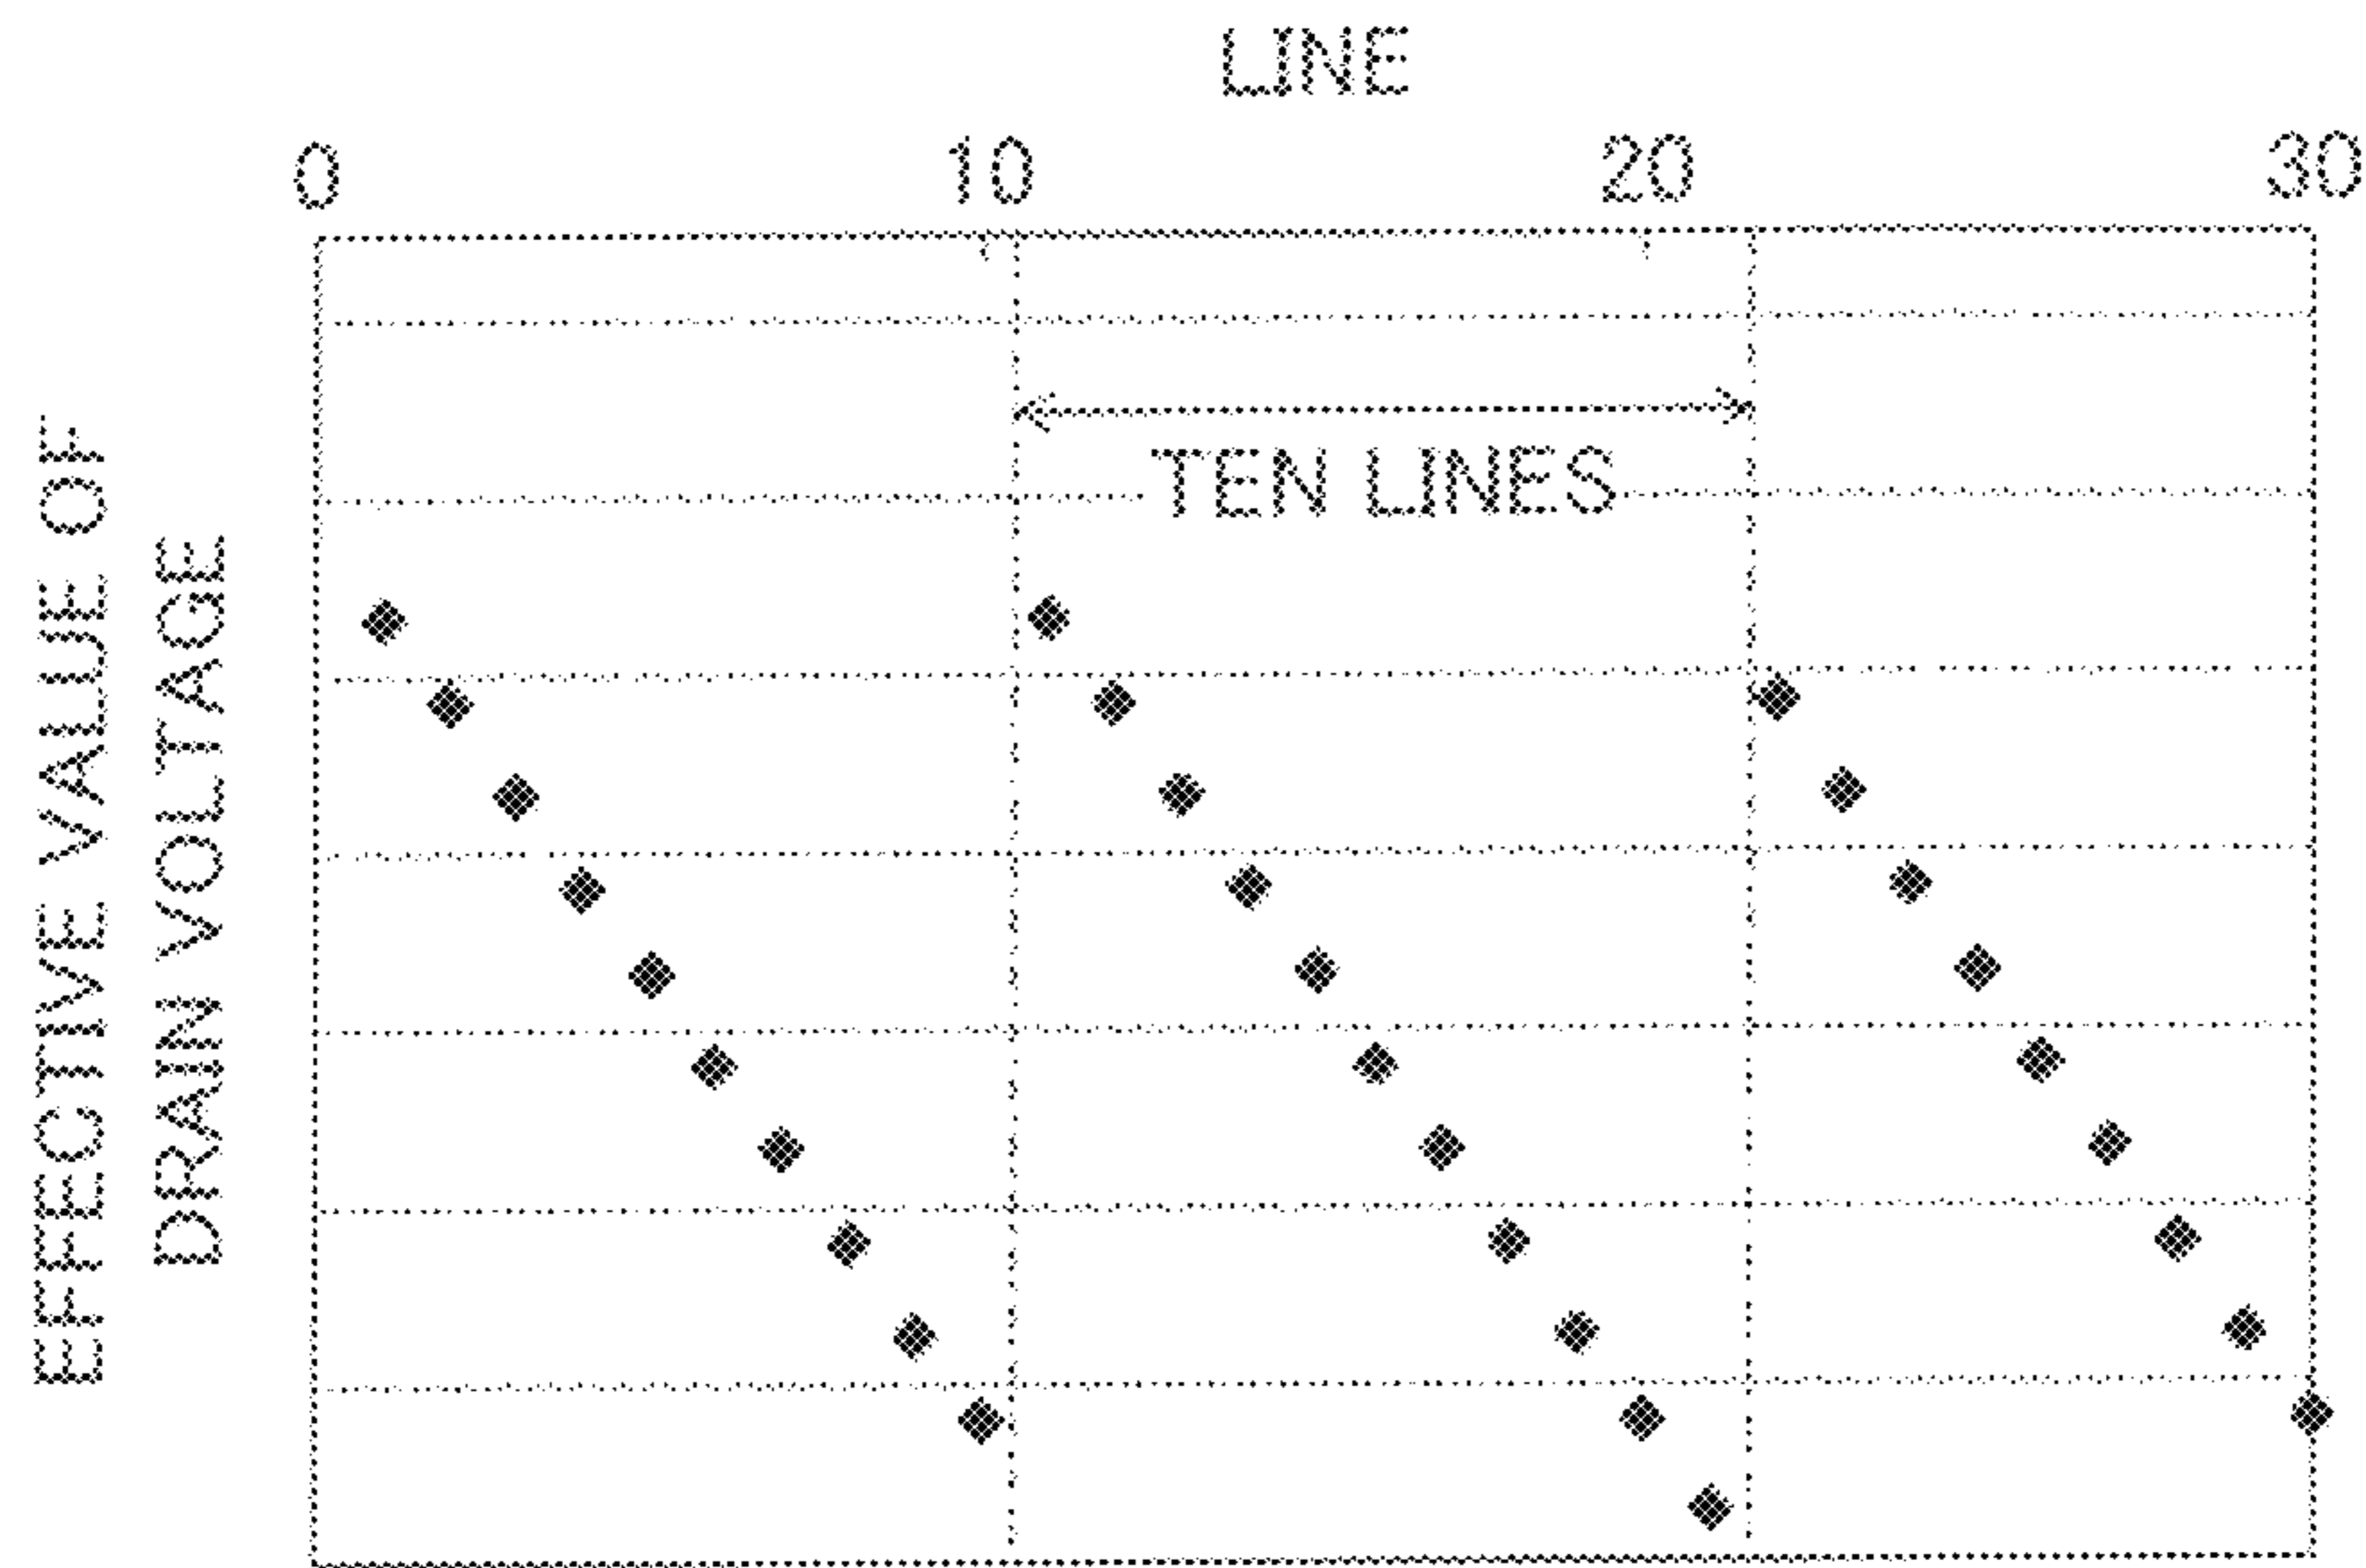 LINE
0 10 20 30
TEN LINES
EFFECTIVE VALUE OF
DRAIN VOLTAGE